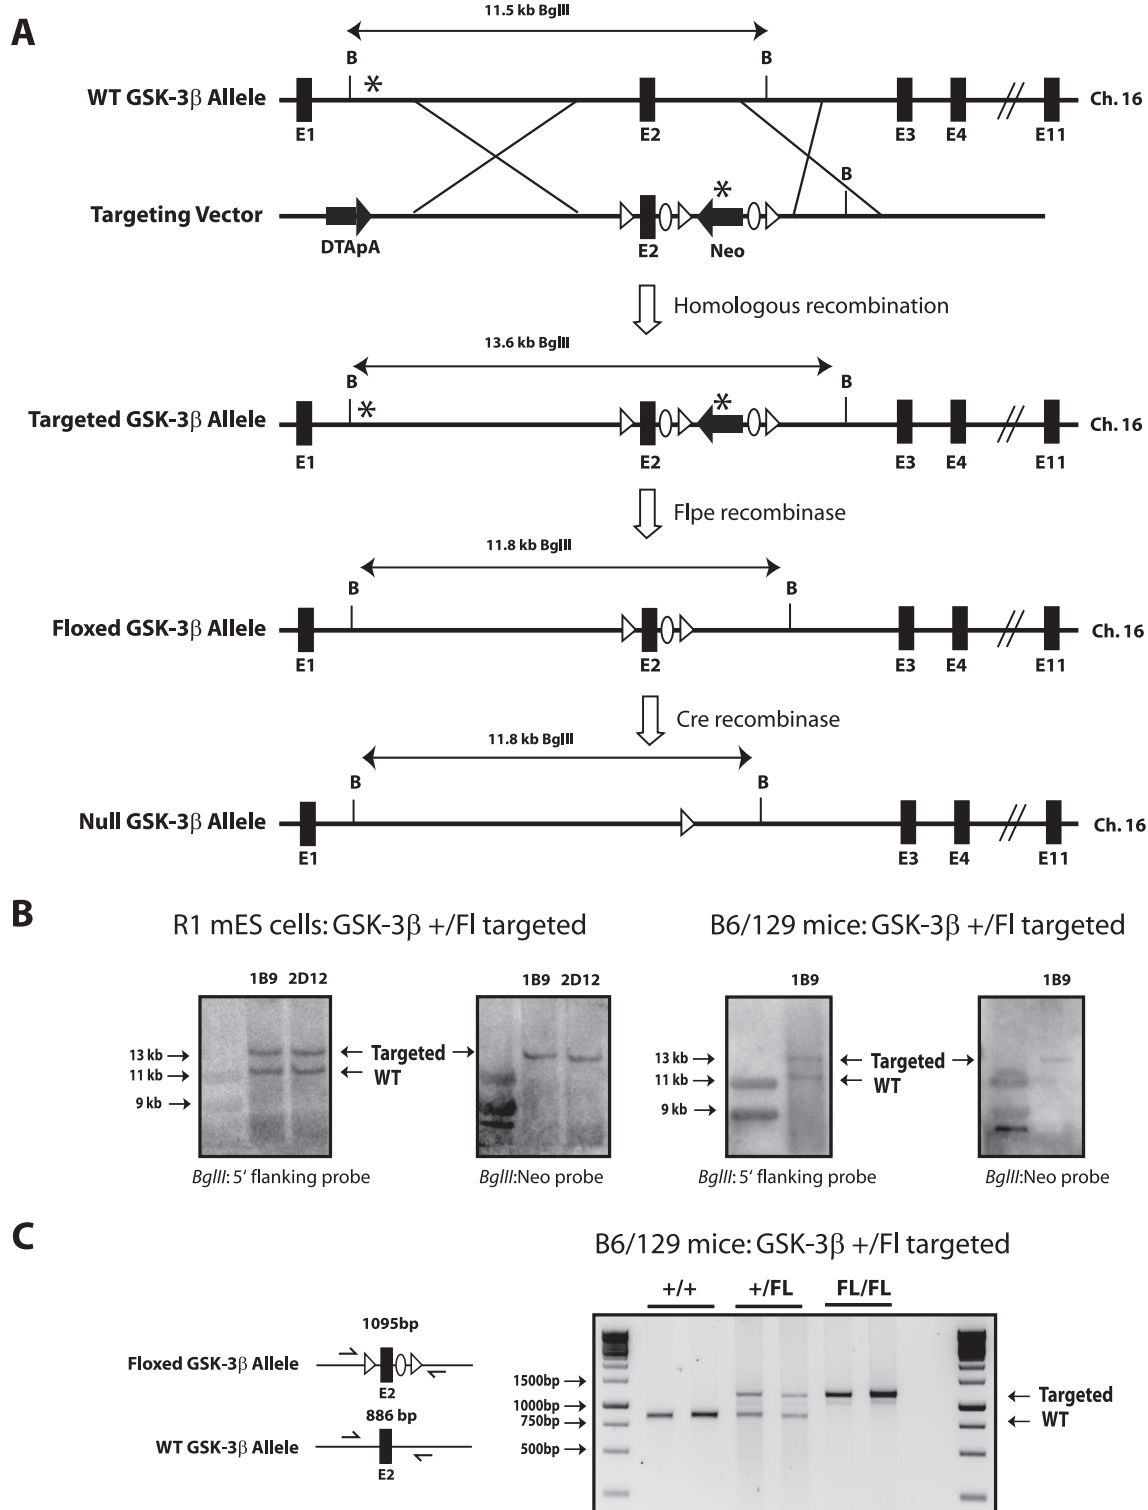 A
11.5 kb BglII
B
B
*
WT GSK-3β Allele
Ch. 16
E1
E2
E3
E4
E11
B
*
Targeting Vector
DTApA
E2
Neo
Homologous recombination
13.6 kb BglII
B
B
*
*
Targeted GSK-3β Allele
Ch. 16
E1
E2
E3
E4
E11
Flpe recombinase
11.8 kb BglII
B
B
Floxed GSK-3β Allele
Ch. 16
E1
E2
E3
E4
E11
Cre recombinase
11.8 kb BglII
B
B
Null GSK-3β Allele
Ch. 16
E1
E3
E4
E11
B
R1 mES cells: GSK-3β +/Fl targeted
B6/129 mice: GSK-3β +/Fl targeted
1B9 2D12
1B9 2D12
1B9
1B9
13 kb →
11 kb →
9 kb →
← Targeted →
← WT
13 kb →
11 kb →
9 kb →
← Targeted →
← WT
BglII: 5‘ flanking probe
BglII:Neo probe
BglII: 5‘ flanking probe
BglII:Neo probe
C
B6/129 mice: GSK-3β +/Fl targeted
+/+
+/FL
FL/FL
1095bp
Floxed GSK-3β Allele
E2
886 bp
WT GSK-3β Allele
E2
1500bp →
1000bp →
750bp →
500bp →
← Targeted
← WT